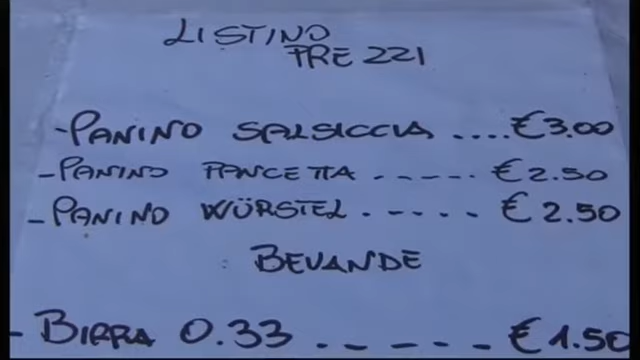 LISTINO
PREZZI
-PANINO SALSICCIA ....€3.00
-PANINO PANCETTA ------. €2.50
-PANINO WÜRSTEL .----. €2.50
BEVANDE
-BIRRA 0.33 .---- €1.50